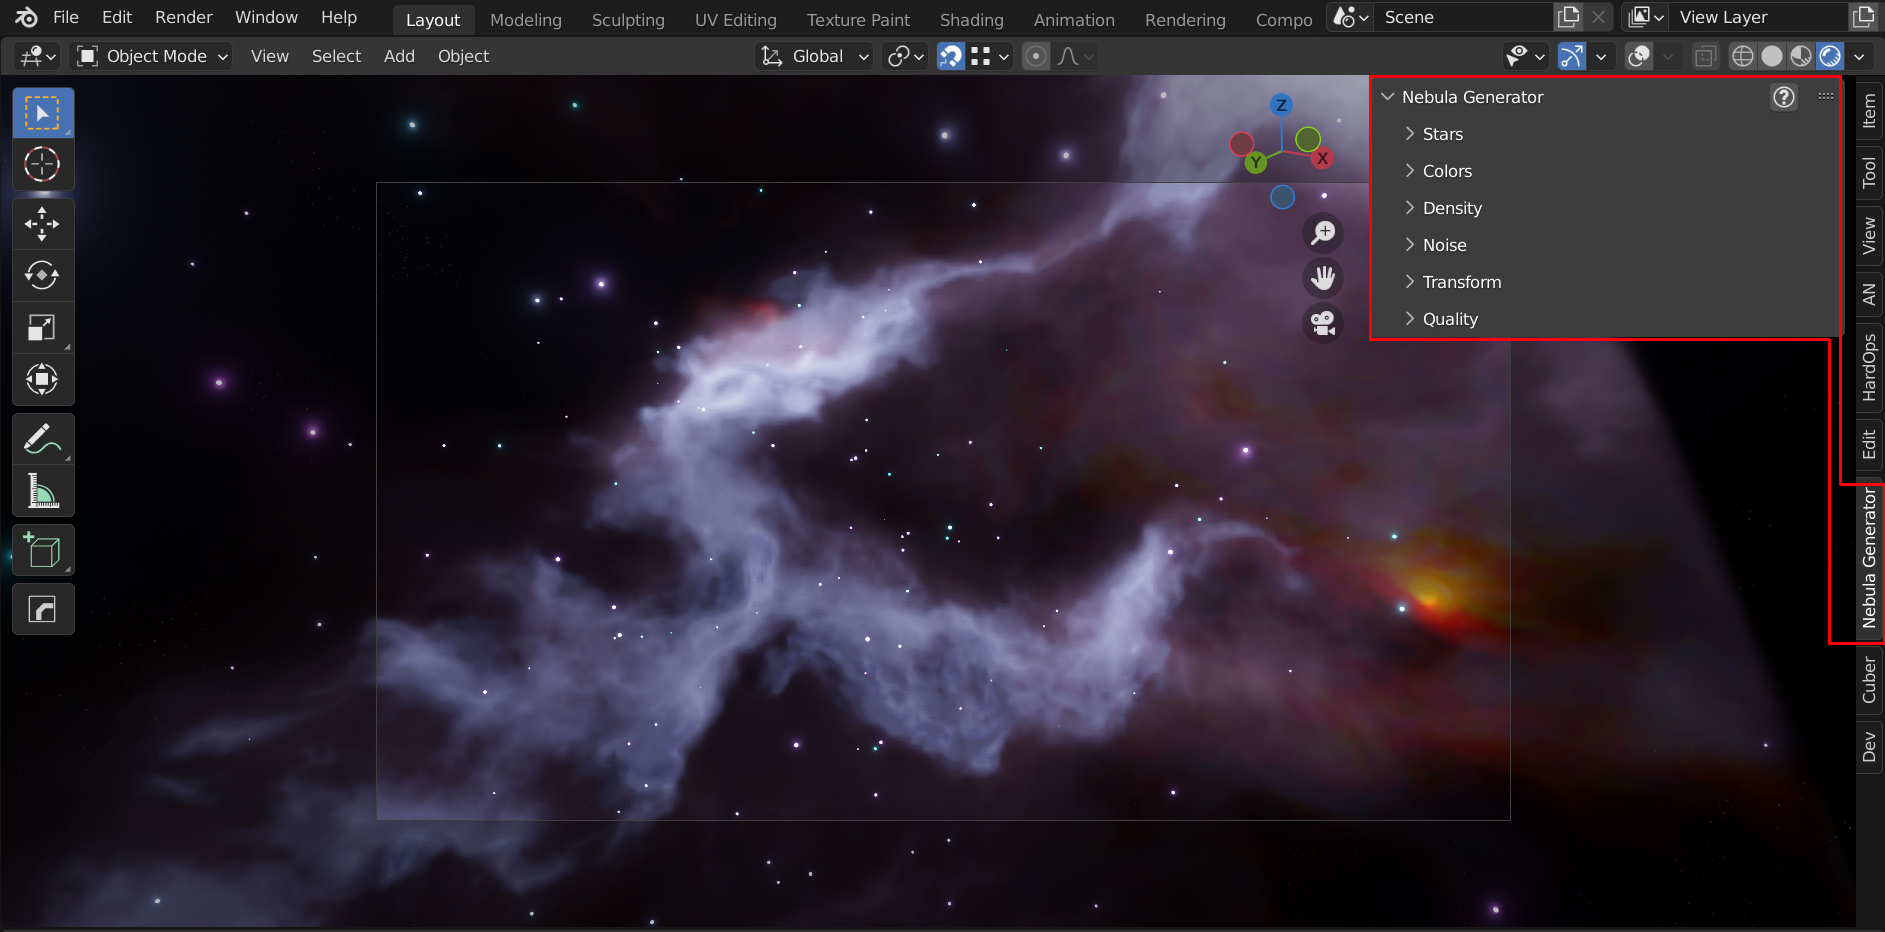 File Edit Render Window Help Layout Modeling Sculpting UV Editing Texture Paint Shading Animation Rendering Compo Scene View Layer
Object Mode View Select Add Object Global
Nebula Generator
Stars
Colors
Density
Noise
Transform
Quality
Z
Y
X
Item
Tool
View
AN
HardOps
Edit
Nebula Generator
Cuber
Dev